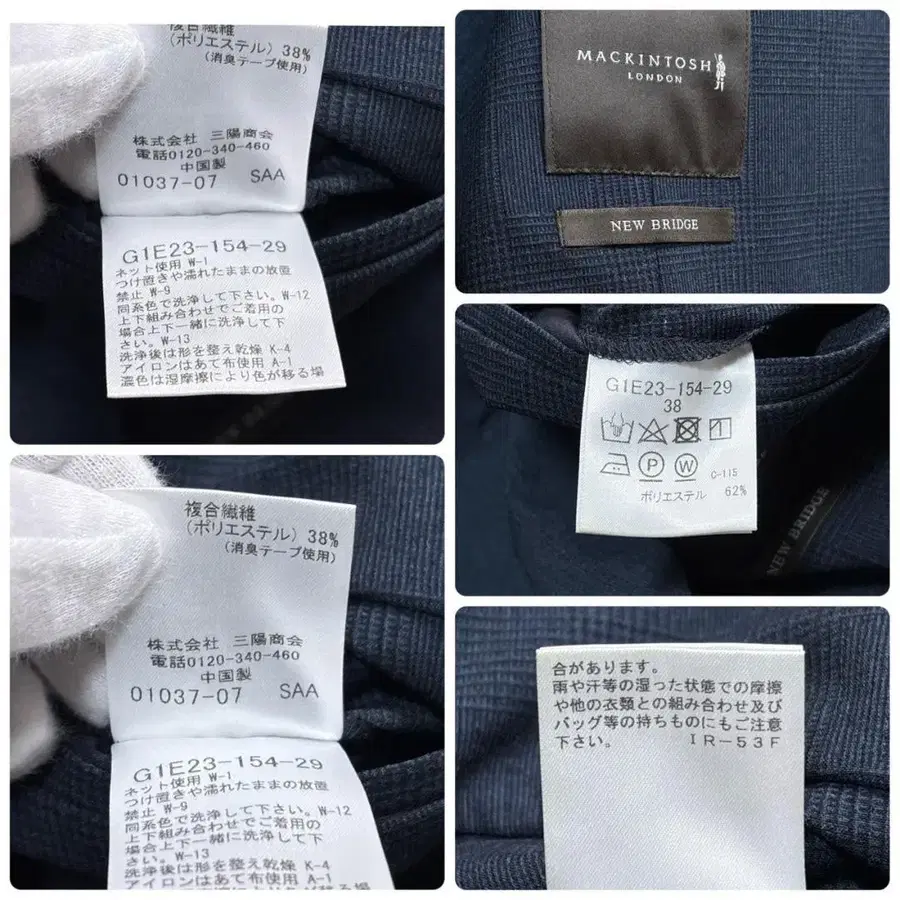 複合繊維
(ポリエステル) 38%
(消臭テープ使用)
株式会社 三陽商会
電話0120-340-460
中国製
01037-07 SAA
G1E23-154-29
ネット使用 W-1
つけ置きや濡れたままの放置
禁止 W-9
同系色で洗浄して下さい。W-12
上下組み合わせでご着用の
場合上下一緒に洗浄して下
さい。W-13
洗浄後は形を整え乾燥 K-4
アイロンはあて布使用 A-1
濃色は湿摩擦により色が移る場
MACKINTOSH
LONDON
NEW BRIDGE
G1E23-154-29
38
P W
C-115
ポリエステル 62%
NEW BRIDGE
複合繊維
(ポリエステル) 38%
(消臭テープ使用)
株式会社 三陽商会
電話0120-340-460
中国製
01037-07 SAA
G1E23-154-29
ネット使用 W-1
つけ置きや濡れたままの放置
禁止 W-9
同系色で洗浄して下さい。W-12
上下組み合わせでご着用の
場合上下一緒に洗浄して下
さい。W-13
洗浄後は形を整え乾燥 K-4
アイロンはあて布使用 A-1
合があります。
雨や汗等の湿った状態での摩擦
や他の衣類との組み合わせ及び
バッグ等の持ちものにもご注意
下さい。 IR-53F